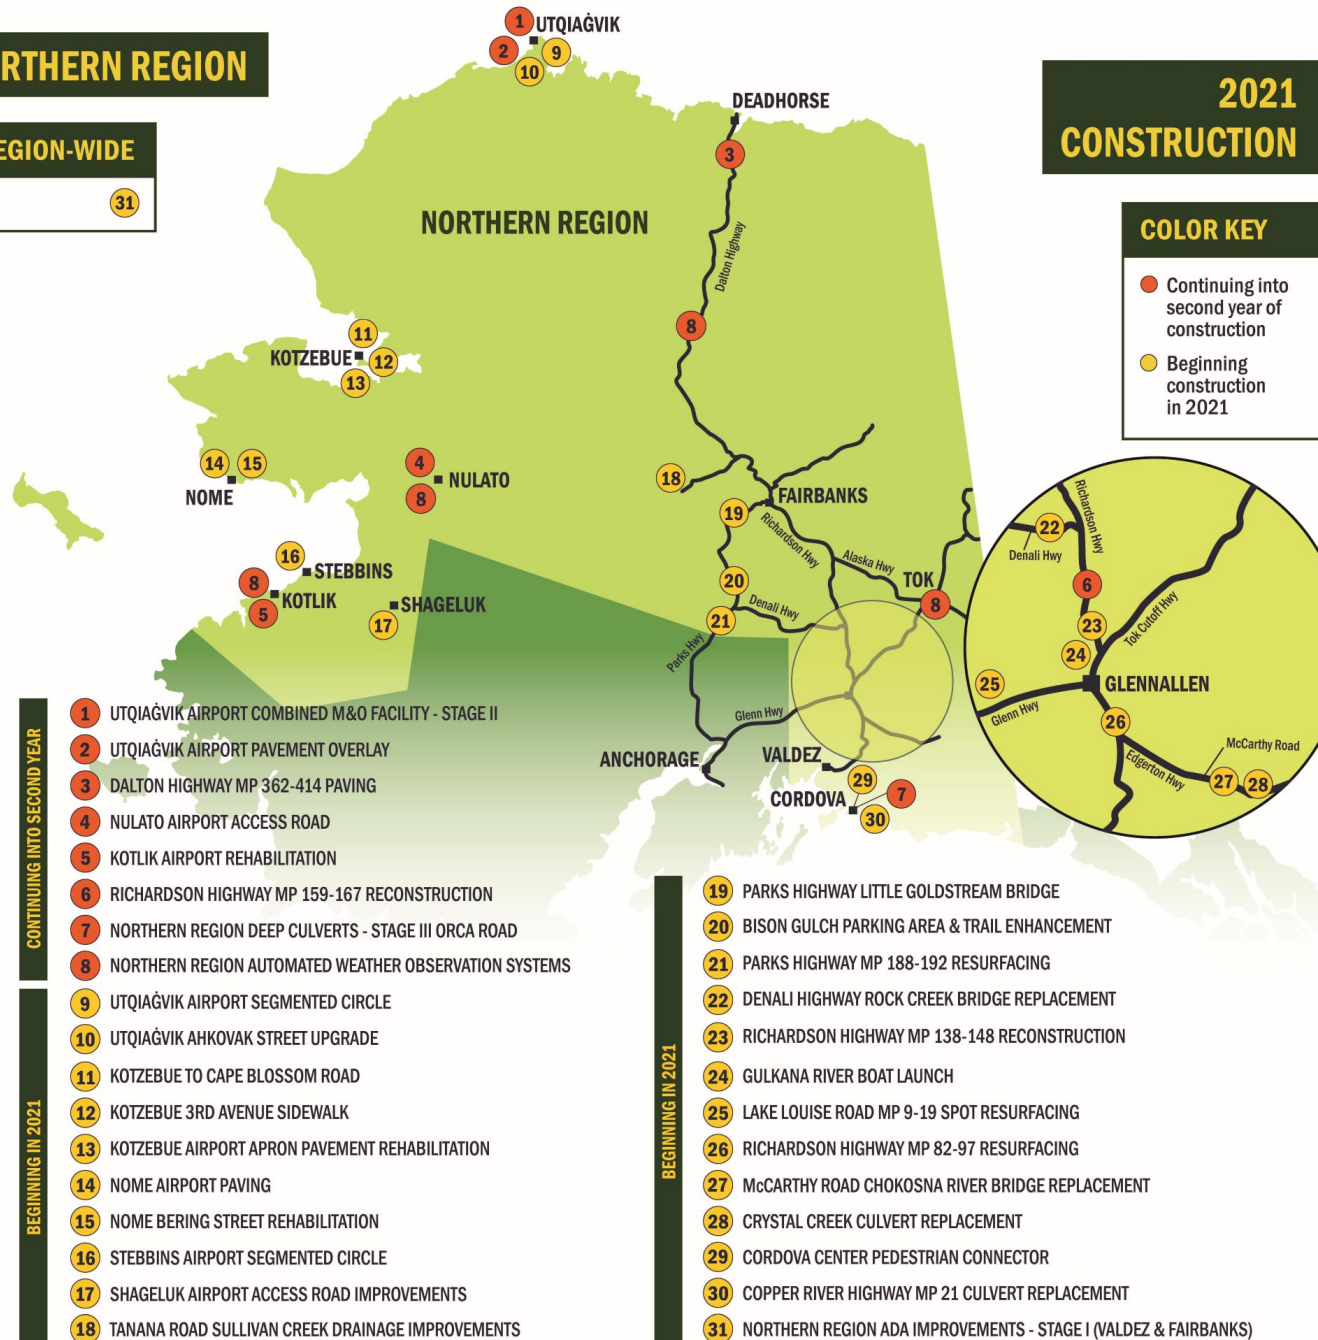 RTHERN REGION
EGION-WIDE
31
2021
CONSTRUCTION
COLOR KEY
Continuing into
second year of
construction
Beginning
construction
in 2021
1
UTQIAĠVIK
2
9
10
DEADHORSE
3
NORTHERN REGION
Dalton Highway
8
11
KOTZEBUE
12
13
14
15
NOME
4
NULATO
8
16
STEBBINS
8
KOTLIK
5
SHAGELUK
17
18
FAIRBANKS
19
Richardson Hwy
Alaska Hwy
TOK
8
20
Denali Hwy
21
Parks Hwy
Glenn Hwy
ANCHORAGE
VALDEZ
29
CORDOVA
7
30
Richardson Hwy
22
Denali Hwy
6
23
Tok Cutoff Hwy
24
25
GLENNALLEN
Glenn Hwy
26
McCarthy Road
Edgerton Hwy
27
28
CONTINUING INTO SECOND YEAR
1 UTQIAĠVIK AIRPORT COMBINED M&O FACILITY - STAGE II
2 UTQIAĠVIK AIRPORT PAVEMENT OVERLAY
3 DALTON HIGHWAY MP 362-414 PAVING
4 NULATO AIRPORT ACCESS ROAD
5 KOTLIK AIRPORT REHABILITATION
6 RICHARDSON HIGHWAY MP 159-167 RECONSTRUCTION
7 NORTHERN REGION DEEP CULVERTS - STAGE III ORCA ROAD
8 NORTHERN REGION AUTOMATED WEATHER OBSERVATION SYSTEMS
BEGINNING IN 2021
9 UTQIAĠVIK AIRPORT SEGMENTED CIRCLE
10 UTQIAĠVIK AHKOVAK STREET UPGRADE
11 KOTZEBUE TO CAPE BLOSSOM ROAD
12 KOTZEBUE 3RD AVENUE SIDEWALK
13 KOTZEBUE AIRPORT APRON PAVEMENT REHABILITATION
14 NOME AIRPORT PAVING
15 NOME BERING STREET REHABILITATION
16 STEBBINS AIRPORT SEGMENTED CIRCLE
17 SHAGELUK AIRPORT ACCESS ROAD IMPROVEMENTS
18 TANANA ROAD SULLIVAN CREEK DRAINAGE IMPROVEMENTS
BEGINNING IN 2021
19 PARKS HIGHWAY LITTLE GOLDSTREAM BRIDGE
20 BISON GULCH PARKING AREA & TRAIL ENHANCEMENT
21 PARKS HIGHWAY MP 188-192 RESURFACING
22 DENALI HIGHWAY ROCK CREEK BRIDGE REPLACEMENT
23 RICHARDSON HIGHWAY MP 138-148 RECONSTRUCTION
24 GULKANA RIVER BOAT LAUNCH
25 LAKE LOUISE ROAD MP 9-19 SPOT RESURFACING
26 RICHARDSON HIGHWAY MP 82-97 RESURFACING
27 McCARTHY ROAD CHOKOSNA RIVER BRIDGE REPLACEMENT
28 CRYSTAL CREEK CULVERT REPLACEMENT
29 CORDOVA CENTER PEDESTRIAN CONNECTOR
30 COPPER RIVER HIGHWAY MP 21 CULVERT REPLACEMENT
31 NORTHERN REGION ADA IMPROVEMENTS - STAGE I (VALDEZ & FAIRBANKS)